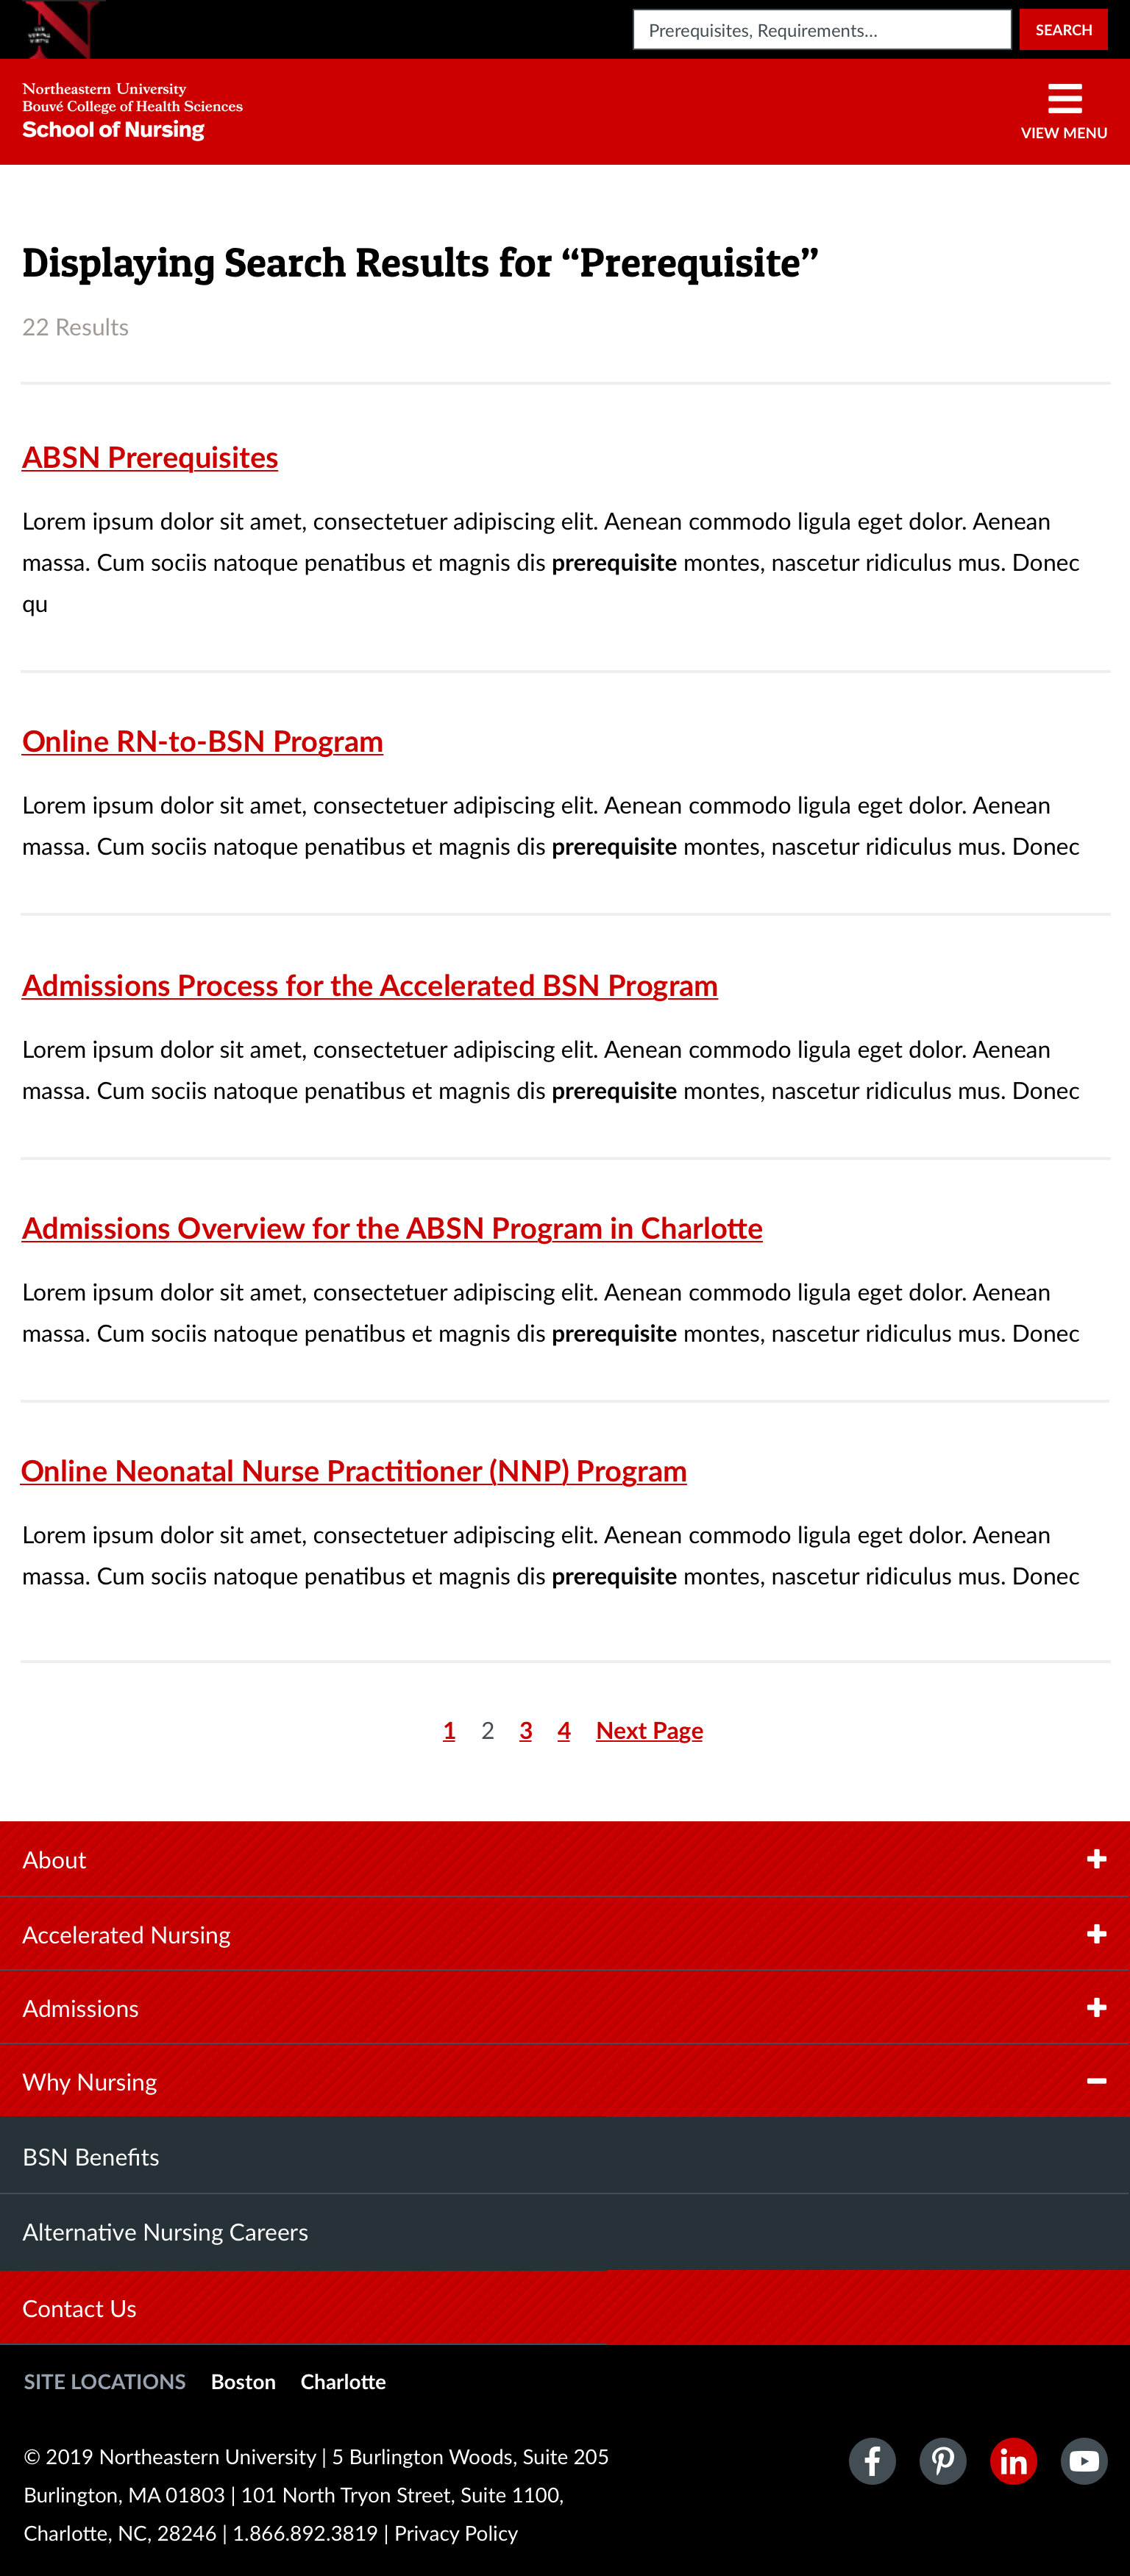 Prerequisites, Requirements...
SEARCH
Northeastern University
Bouvé College of Health Sciences
School of Nursing
VIEW MENU
Displaying Search Results for “Prerequisite”
22 Results
ABSN Prerequisites
Lorem ipsum dolor sit amet, consectetuer adipiscing elit. Aenean commodo ligula eget dolor. Aenean
massa. Cum sociis natoque penatibus et magnis dis prerequisite montes, nascetur ridiculus mus. Donec
qu
Online RN-to-BSN Program
Lorem ipsum dolor sit amet, consectetuer adipiscing elit. Aenean commodo ligula eget dolor. Aenean
massa. Cum sociis natoque penatibus et magnis dis prerequisite montes, nascetur ridiculus mus. Donec
Admissions Process for the Accelerated BSN Program
Lorem ipsum dolor sit amet, consectetuer adipiscing elit. Aenean commodo ligula eget dolor. Aenean
massa. Cum sociis natoque penatibus et magnis dis prerequisite montes, nascetur ridiculus mus. Donec
Admissions Overview for the ABSN Program in Charlotte
Lorem ipsum dolor sit amet, consectetuer adipiscing elit. Aenean commodo ligula eget dolor. Aenean
massa. Cum sociis natoque penatibus et magnis dis prerequisite montes, nascetur ridiculus mus. Donec
Online Neonatal Nurse Practitioner (NNP) Program
Lorem ipsum dolor sit amet, consectetuer adipiscing elit. Aenean commodo ligula eget dolor. Aenean
massa. Cum sociis natoque penatibus et magnis dis prerequisite montes, nascetur ridiculus mus. Donec
1 2 3 4 Next Page
About
Accelerated Nursing
Admissions
Why Nursing
BSN Benefits
Alternative Nursing Careers
Contact Us
SITE LOCATIONS Boston Charlotte
© 2019 Northeastern University | 5 Burlington Woods, Suite 205
Burlington, MA 01803 | 101 North Tryon Street, Suite 1100,
Charlotte, NC, 28246 | 1.866.892.3819 | Privacy Policy